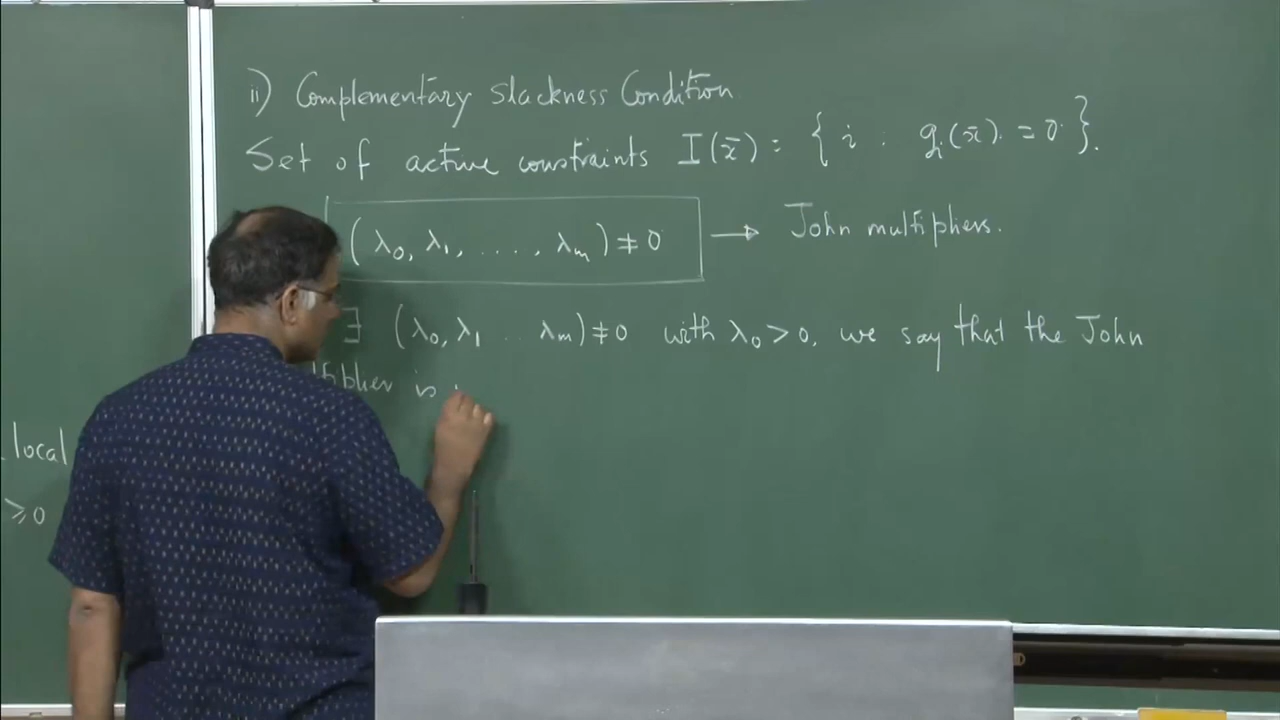 ii) Complementary Slackness Condition
Set of active constraints I(x̄) = { i : gᵢ(x̄) = 0 }.
(λ₀, λ₁, ...., λₘ) ≠ 0 → John multipliers.
∃ (λ₀, λ₁ .. λₘ) ≠ 0 with λ₀ > 0, we say that the John
is
local
≥ 0